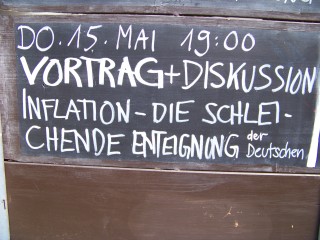 DO. 15. MAI 19:00
VORTRAG+DISKUSSION
INFLATION - DIE SCHLEI-
CHENDE ENTEIGNUNG der Deutschen